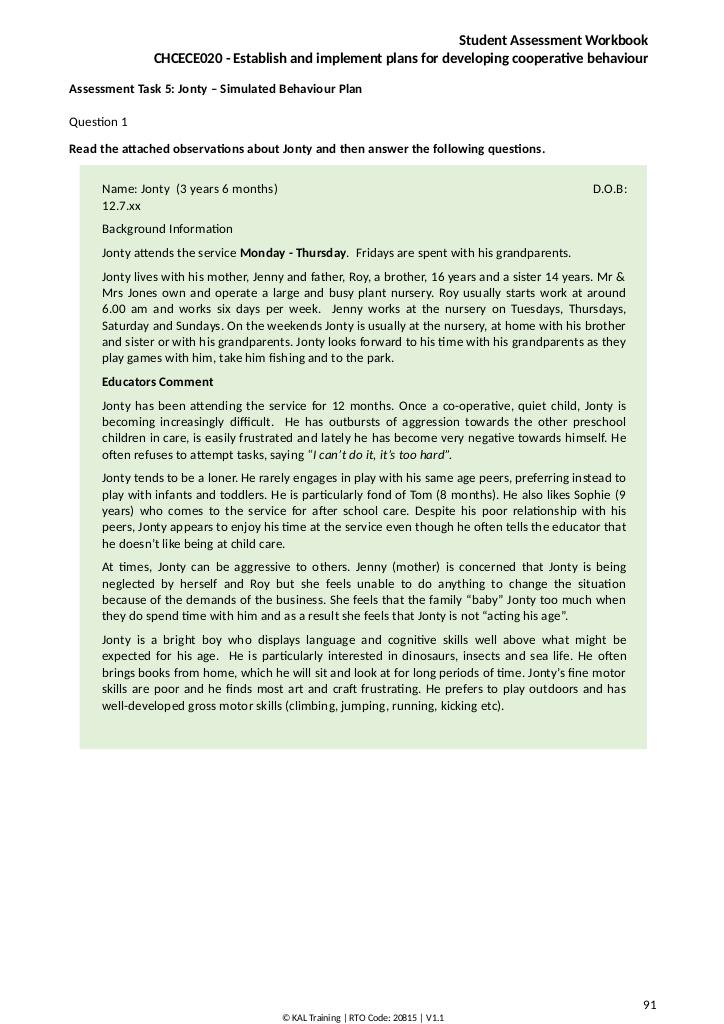 Student Assessment Workbook
CHCECE020 - Establish and implement plans for developing cooperative behaviour
Assessment Task 5: Jonty – Simulated Behaviour Plan
Question 1
Read the attached observations about Jonty and then answer the following questions.
Name: Jonty (3 years 6 months) D.O.B:
12.7.xx
Background Information
Jonty attends the service Monday - Thursday. Fridays are spent with his grandparents.
Jonty lives with his mother, Jenny and father, Roy, a brother, 16 years and a sister 14 years. Mr &
Mrs Jones own and operate a large and busy plant nursery. Roy usually starts work at around
6.00 am and works six days per week. Jenny works at the nursery on Tuesdays, Thursdays,
Saturday and Sundays. On the weekends Jonty is usually at the nursery, at home with his brother
and sister or with his grandparents. Jonty looks forward to his time with his grandparents as they
play games with him, take him fishing and to the park.
Educators Comment
Jonty has been attending the service for 12 months. Once a co-operative, quiet child, Jonty is
becoming increasingly difficult. He has outbursts of aggression towards the other preschool
children in care, is easily frustrated and lately he has become very negative towards himself. He
often refuses to attempt tasks, saying “I can’t do it, it’s too hard”.
Jonty tends to be a loner. He rarely engages in play with his same age peers, preferring instead to
play with infants and toddlers. He is particularly fond of Tom (8 months). He also likes Sophie (9
years) who comes to the service for after school care. Despite his poor relationship with his
peers, Jonty appears to enjoy his time at the service even though he often tells the educator that
he doesn’t like being at child care.
At times, Jonty can be aggressive to others. Jenny (mother) is concerned that Jonty is being
neglected by herself and Roy but she feels unable to do anything to change the situation
because of the demands of the business. She feels that the family “baby” Jonty too much when
they do spend time with him and as a result she feels that Jonty is not “acting his age”.
Jonty is a bright boy who displays language and cognitive skills well above what might be
expected for his age. He is particularly interested in dinosaurs, insects and sea life. He often
brings books from home, which he will sit and look at for long periods of time. Jonty’s fine motor
skills are poor and he finds most art and craft frustrating. He prefers to play outdoors and has
well-developed gross motor skills (climbing, jumping, running, kicking etc).
91
© KAL Training | RTO Code: 20815 | V1.1